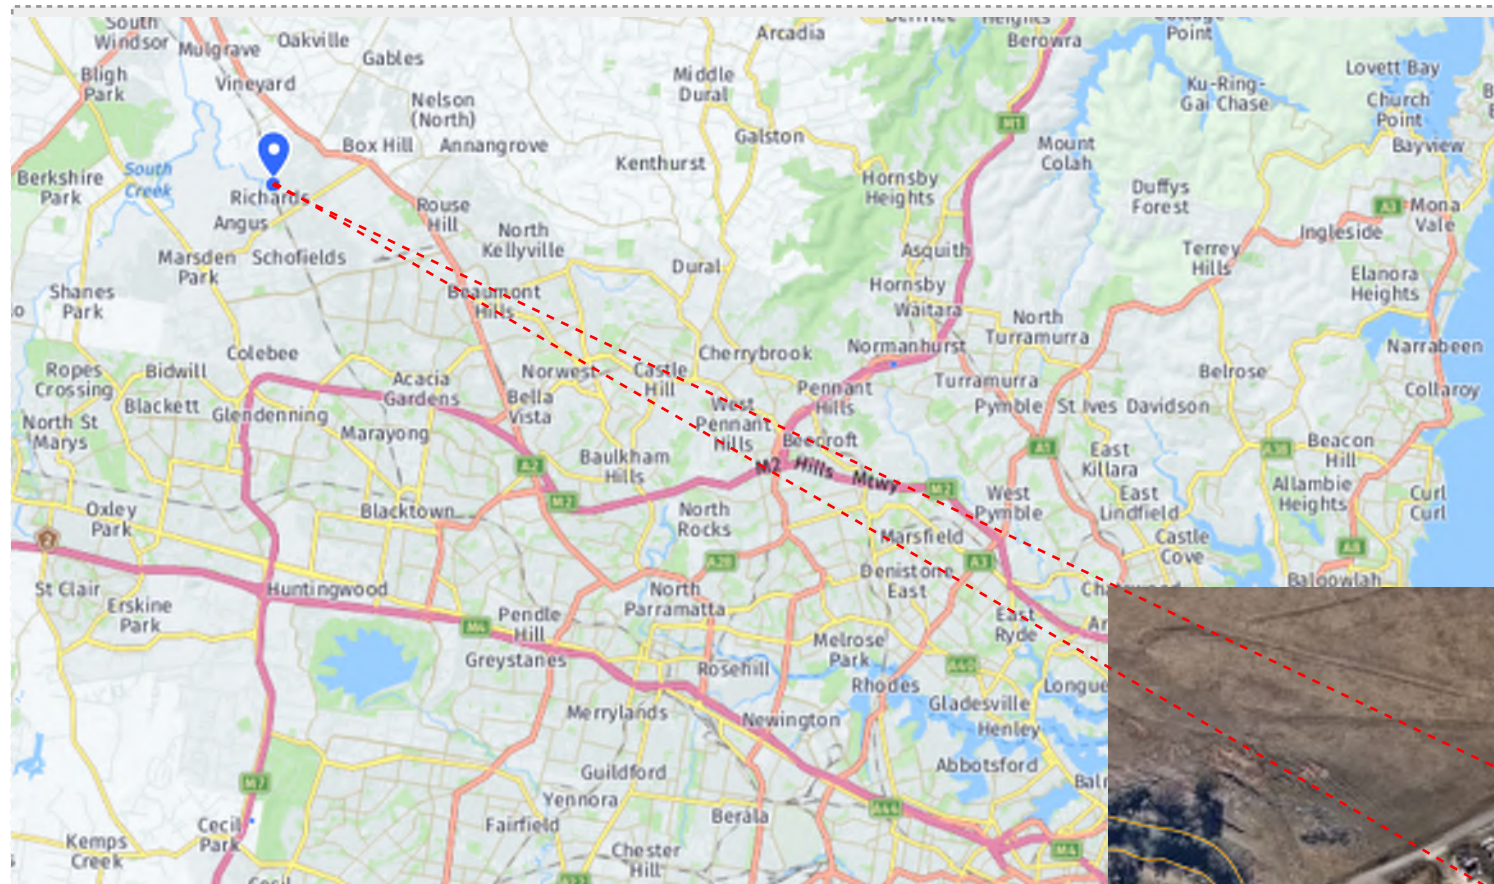 South
Windsor
Mulgrave
Oakville
Gables
Arcadia
Heights
Berowra
Cottage
Point
Bligh
Park
Vineyard
Middle
Dural
Nelson
(North)
Ku-Ring-
Gai Chase
Lovett Bay
Church
Point
Bayview
M1
Box Hill
Annangrove
Galston
Kenthurst
Mount
Colah
Berkshire
Park
South
Creek
Richards
Angus
Rouse
Hill
Hornsby
Heights
Duffys
Forest
A3
Mona
Vale
Ingleside
Marsden
Park
Schofields
North
Kellyville
Dural
Asquith
Terrey
Hills
Elanora
Heights
Shanes
Park
Beaumont
Hills
Hornsby
Waitara
North
Turramurra
Colebee
Cherrybrook
Normanhurst
Narrabeen
Ropes
Crossing
Bidwill
Acacia
Gardens
Norwest
Castle
Hill
Pennant
Hills
Turramurra
Belrose
Collaroy
Blackett
Glendenning
Bella
Vista
West
Pennant
Hills
Pymble
St Ives
Davidson
North St
Marys
Marayong
Beecroft
A1
A38
Beacon
Hill
A2
Baulkham
Hills
M2
Hills
Mtwy
M2
East
Killara
Allambie
Heights
Curl
Curl
Oxley
Park
Blacktown
M2
North
Rocks
West
Pymble
East
Lindfield
Marsfield
Castle
Cove
A8
St Clair
Huntingwood
A28
Denistone
East
A3
Balgowlah
Erskine
Park
Pendle
Hill
North
Parramatta
M4
Greystanes
Melrose
Park
East
Ryde
Rosehill
A40
Rhodes
Longue
Gladesville
Merrylands
Newington
Henley
Guildford
Abbotsford
M7
Yennora
Berala
A44
Fairfield
Cecil
Park
Kemps
Creek
Chester
Hill
M4
Cecil